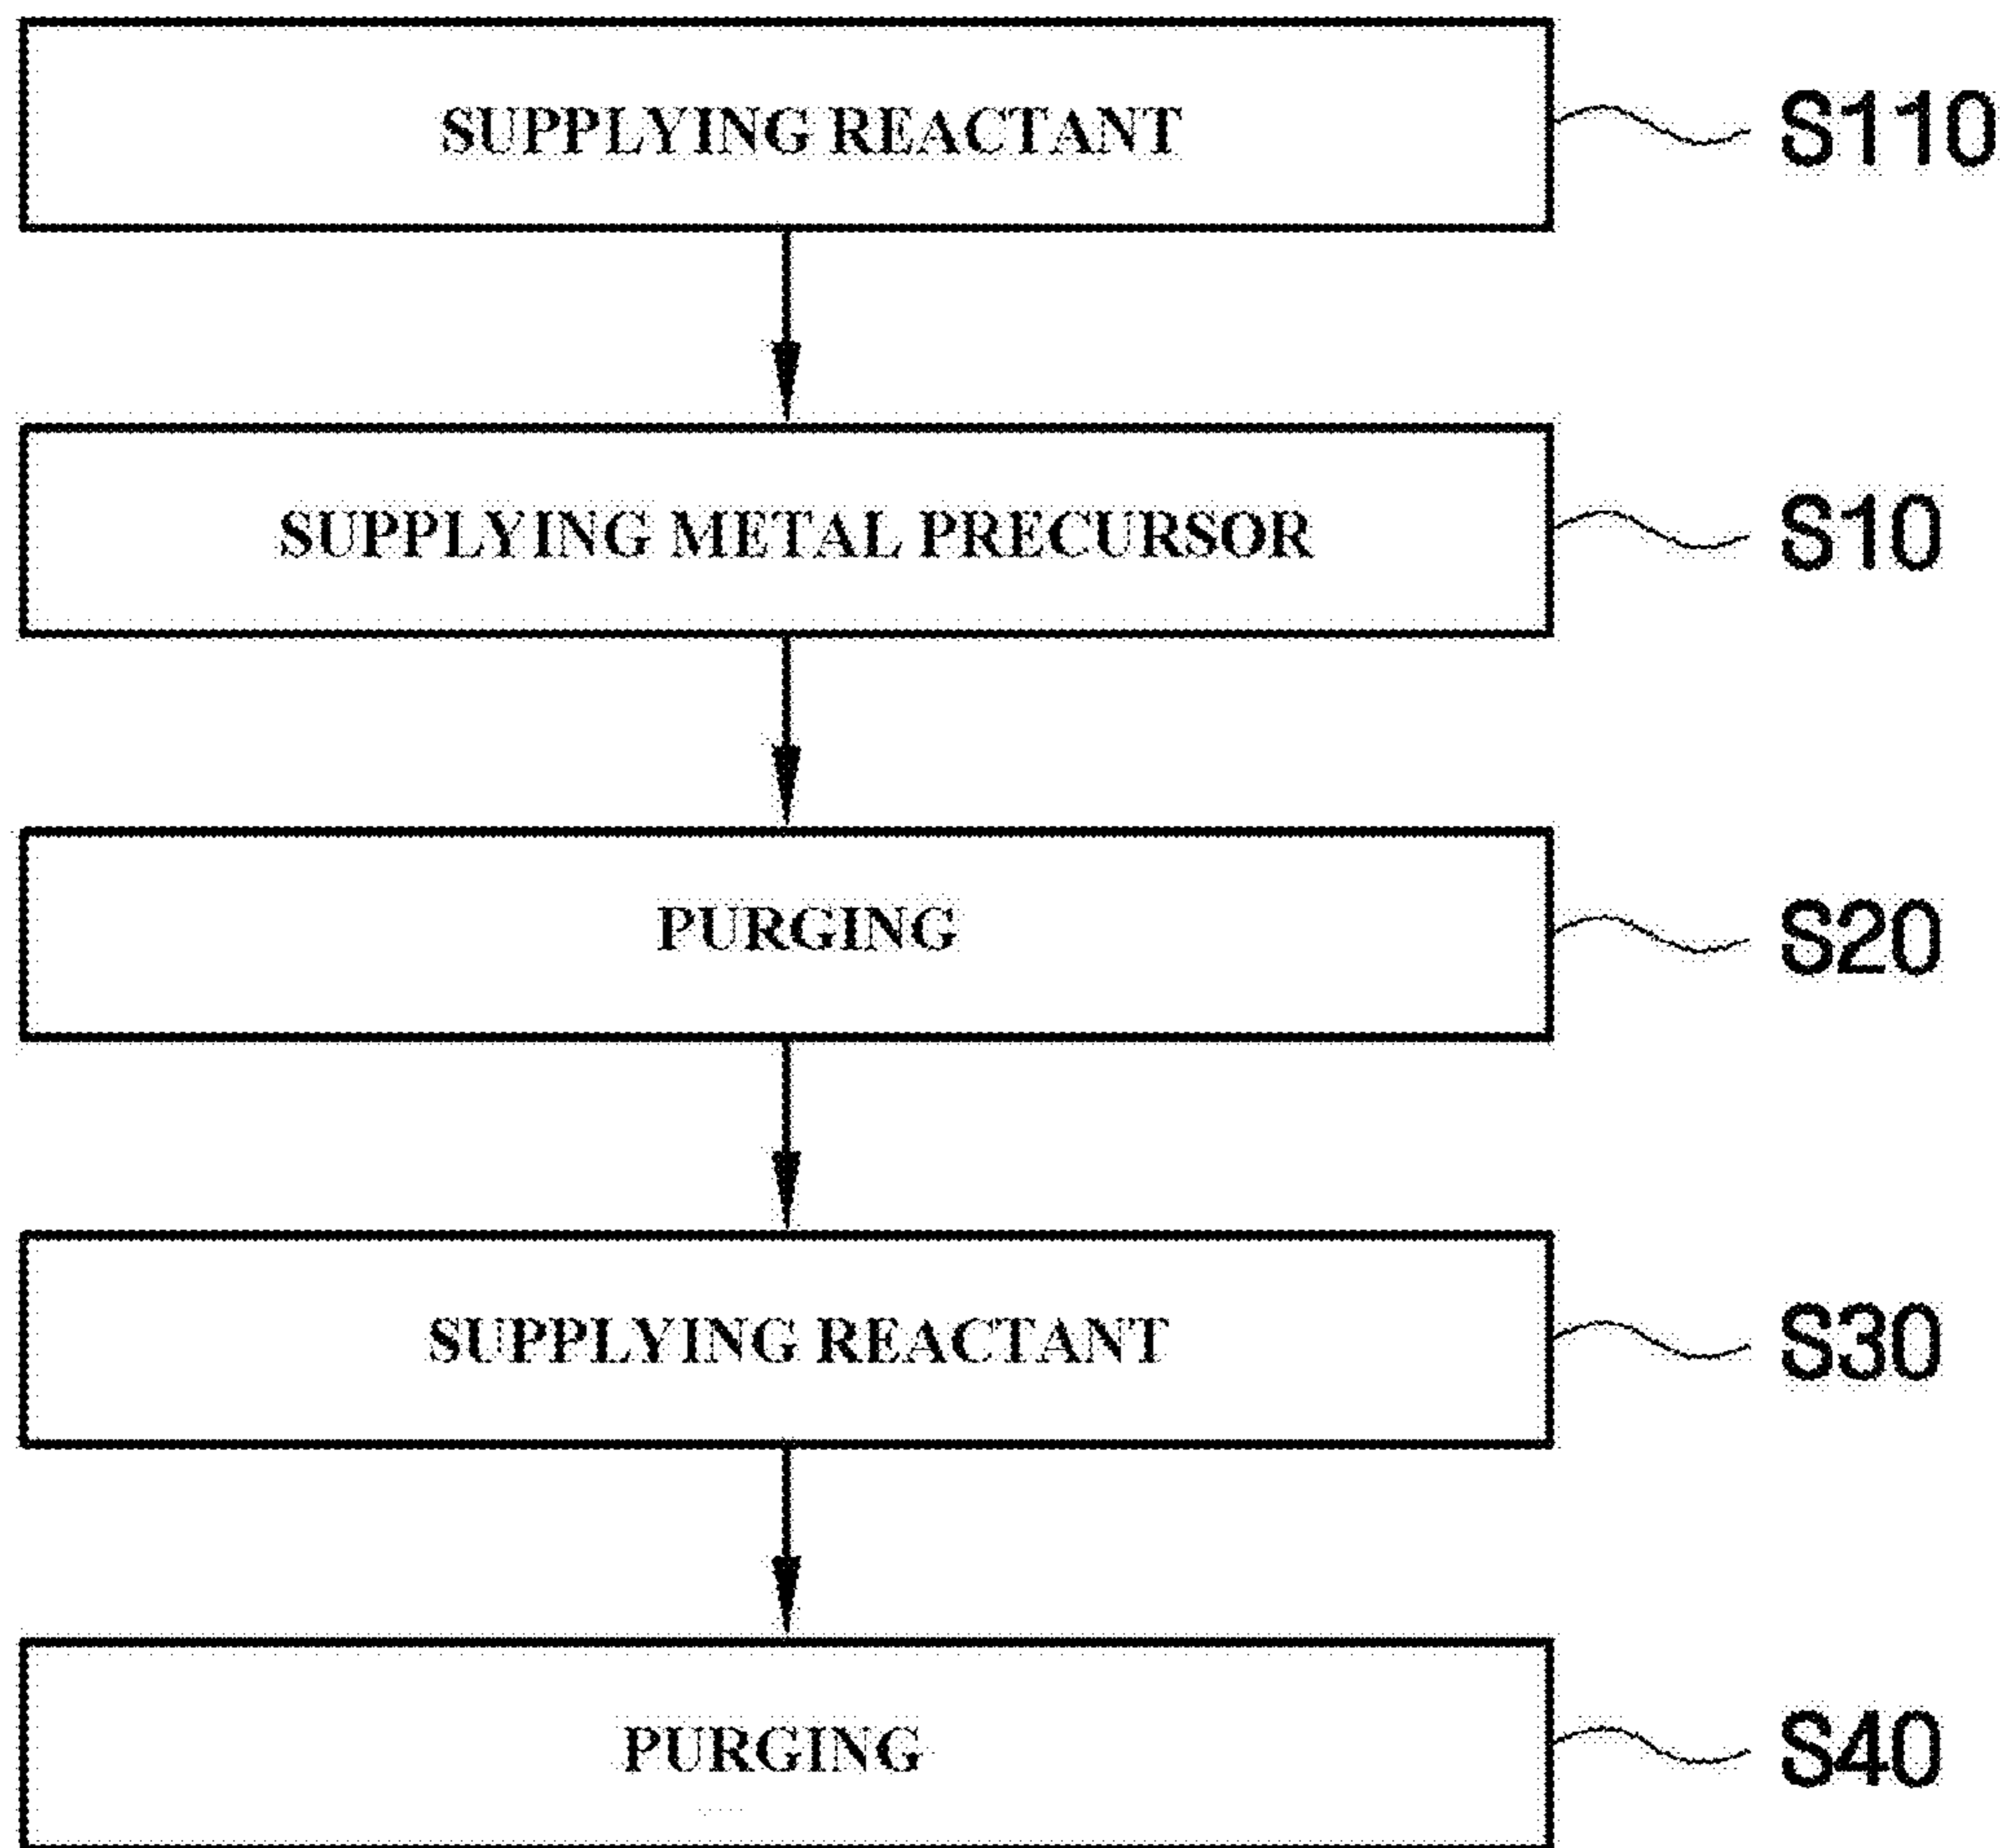 SUPPLYING REACTANT S110
SUPPLYING METAL PRECURSOR S10
PURGING S20
SUPPLYING REACTANT S30
PURGING S40